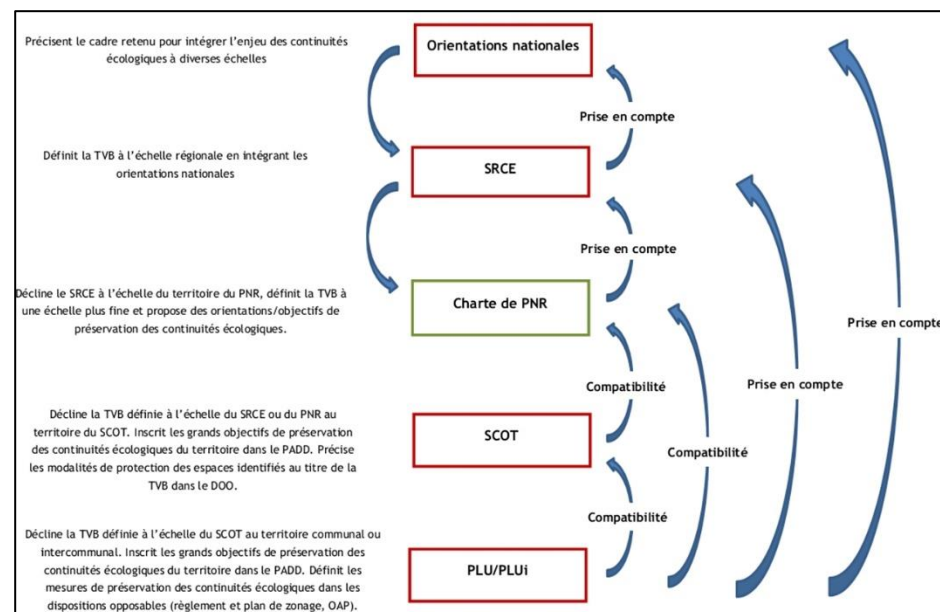 Précisent le cadre retenu pour intégrer l'enjeu des continuités
écologiques à diverses échelles
Orientations nationales
Prise en compte
Définit la TVB à l'échelle régionale en intégrant les
orientations nationales
SRCE
Prise en compte
Décline le SRCE à l'échelle du territoire du PNR, définit la TVB à
une échelle plus fine et propose des orientations/objectifs de
préservation des continuités écologiques.
Charte de PNR
Prise en compte
Compatibilité
Prise en compte
Décline la TVB définie à l'échelle du SRCE ou du PNR au
territoire du SCOT. Inscrit les grands objectifs de préservation
des continuités écologiques du territoire dans le PADD. Précise
les modalités de protection des espaces identifiés au titre de la
TVB dans le DOO.
SCOT
Compatibilité
Compatibilité
Décline la TVB définie à l'échelle du SCOT au territoire communal ou
intercommunal. Inscrit les grands objectifs de préservation des
continuités écologiques du territoire dans le PADD. Définit les
mesures de préservation des continuités écologiques dans les
dispositions opposables (règlement et plan de zonage, OAP).
PLU/PLUi